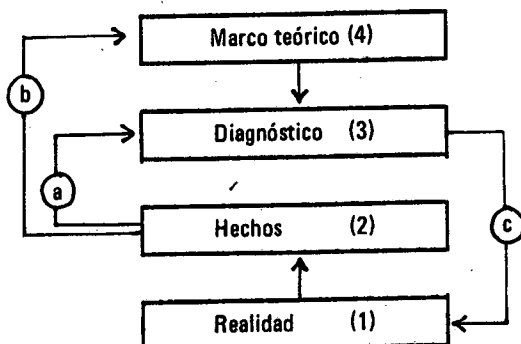 Marco teórico (4)
b
Diagnóstico (3)
a
Hechos (2)
c
Realidad (1)